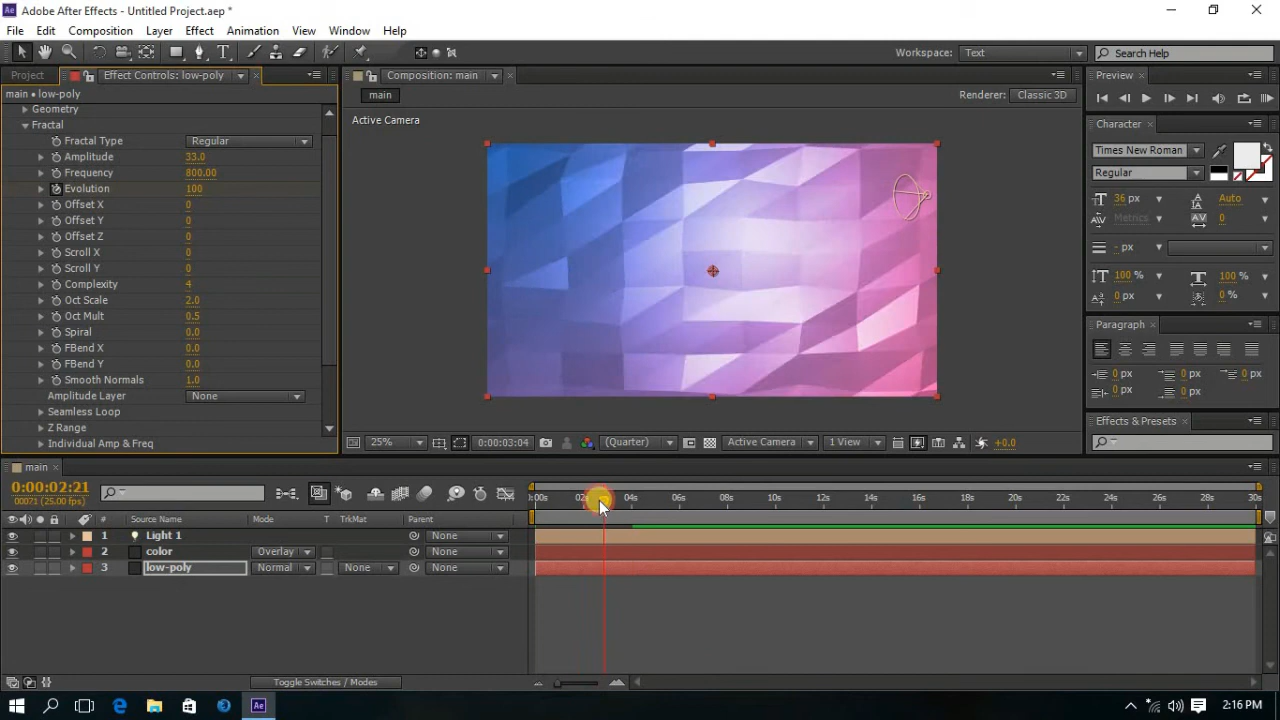 Adobe After Effects - Untitled Project.aep *
File Edit Composition Layer Effect Animation View Window Help
Workspace: Text Search Help
Project Effect Controls: low-poly
main • low-poly
Geometry
Fractal
Fractal Type Regular
Amplitude 33.0
Frequency 800.00
Evolution 100
Offset X 0
Offset Y 0
Offset Z 0
Scroll X 0
Scroll Y 0
Complexity 4
Oct Scale 2.0
Oct Mult 0.5
Spiral 0.0
FBend X 0.0
FBend Y 0.0
Smooth Normals 1.0
Amplitude Layer None
Seamless Loop
Z Range
Individual Amp & Freq
Composition: main
main
Renderer: Classic 3D
Active Camera
25% 0:00:03:04 (Quarter) Active Camera 1 View +0.0
Preview
Character
Times New Roman
Regular
36 px Auto
Metrics 0
- px
100 % 100 %
0 px 0 %
Paragraph
0 px 0 px 0 px
0 px 0 px
Effects & Presets
main
0:00:02:21
00071 (25.00 fps)
:00s 02s 04s 06s 08s 10s 12s 14s 16s 18s 20s 22s 24s 26s 28s 30s
# Source Name Mode T TrkMat Parent
1 Light 1 None
2 color Overlay None
3 low-poly Normal None None
Toggle Switches / Modes
2:16 PM